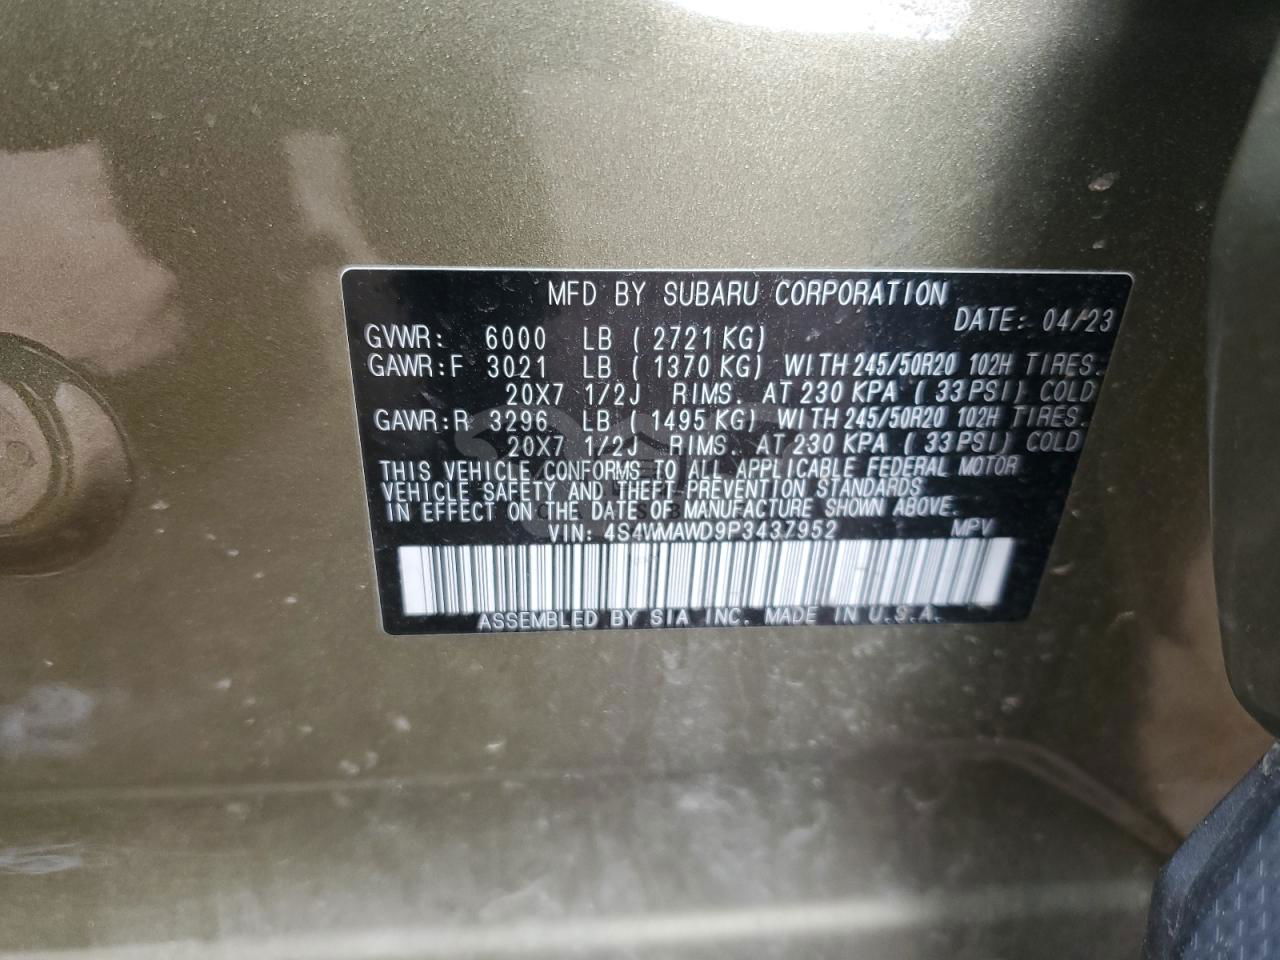 MFD BY SUBARU CORPORATION
DATE: 04/23
GVWR: 6000 LB ( 2721 KG)
GAWR:F 3021 LB ( 1370 KG) WITH 245/50R20 102H TIRES.
20X7 1/2J RIMS. AT 230 KPA ( 33 PSI) COLD
GAWR:R 3296 LB ( 1495 KG) WITH 245/50R20 102H TIRES.
20X7 1/2J RIMS. AT 230 KPA ( 33 PSI) COLD
THIS VEHICLE CONFORMS TO ALL APPLICABLE FEDERAL MOTOR
VEHICLE SAFETY AND THEFT-PREVENTION STANDARDS
IN EFFECT ON THE DATE OF MANUFACTURE SHOWN ABOVE.
VIN: 4S4WMAWD9P3437952 MPV
ASSEMBLED BY SIA INC. MADE IN U.S.A.